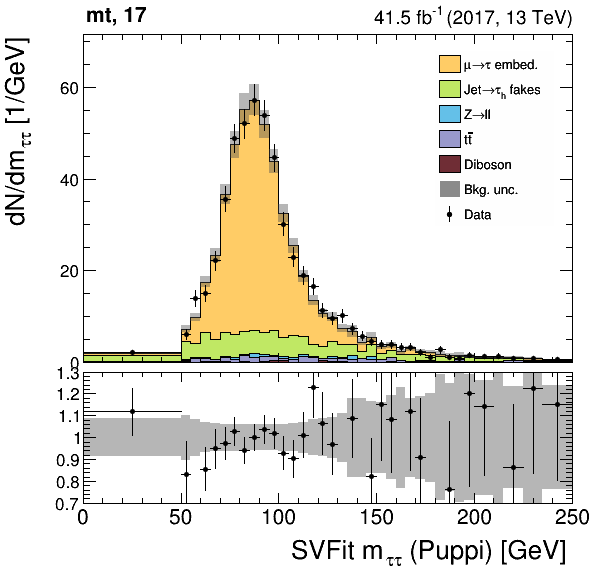 mt, 17
41.5 fb⁻¹ (2017, 13 TeV)
dN/dm_ττ [1/GeV]
μ→τ embed.
Jet→τ_h fakes
Z→ll
tt̄
Diboson
Bkg. unc.
Data
60
40
20
0
1.3
1.2
1.1
1
0.9
0.8
0.7
0 50 100 150 200 250
SVFit m_ττ (Puppi) [GeV]